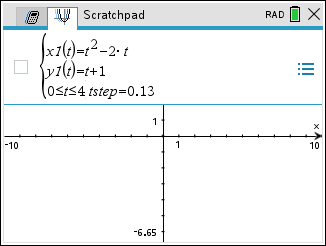 Scratchpad RAD
x1(t)=t²−2·t
y1(t)=t+1
0≤t≤4 tstep=0.13
1
x
-10 1 10
-6.65